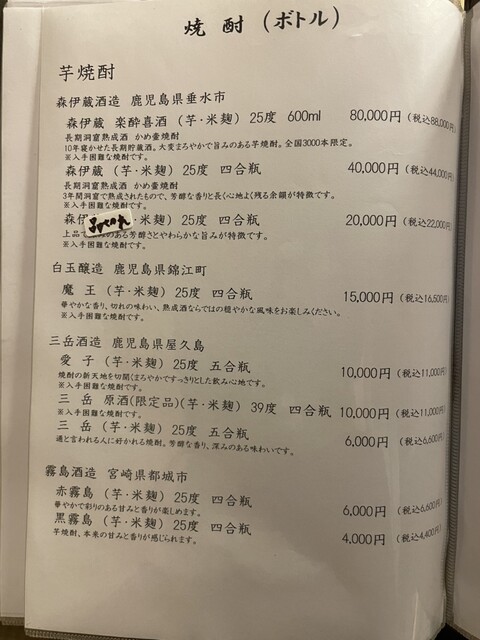 焼酎（ボトル）
芋焼酎
森伊蔵酒造 鹿児島県垂水市
森伊蔵 楽酔喜酒（芋・米麹）25度 600ml 80,000円（税込88,000円）
長期洞窟熟成酒 かめ壷焼酎
10年寝かせた長期貯蔵酒。大変まろやかで旨みのある芋焼酎。全国3000本限定。
※入手困難な焼酎です。
森伊蔵（芋・米麹）25度 四合瓶 40,000円（税込44,000円）
長期洞窟熟成酒 かめ壷焼酎
3年間洞窟で熟成されたもので、芳醇な香りと長く心地よく残る余韻が特徴です。
※入手困難な焼酎です。
森伊 品切れ ・米麹）25度 四合瓶 20,000円（税込22,000円）
上品で のある芳醇さとやわらかな旨みが特徴です。
※入手困難な焼酎です。
白玉醸造 鹿児島県錦江町
魔王（芋・米麹）25度 四合瓶 15,000円（税込16,500円）
華やかな香り、切れの味わい、熟成酒ならではの穏やかな風味をお楽しみください。
※入手困難な焼酎です。
三岳酒造 鹿児島県屋久島
愛子（芋・米麹）25度 五合瓶 10,000円（税込11,000円）
焼酎の新天地を切開くまろやかですっきりとした飲み心地です。
※入手困難な焼酎です。
三岳 原酒(限定品)(芋・米麹）39度 四合瓶 10,000円（税込11,000円）
※入手困難な焼酎です。
三岳（芋・米麹）25度 五合瓶 6,000円（税込6,600円）
通と言われる人に好かれる焼酎。芳醇な香り、深みのある味わいです。
霧島酒造 宮崎県都城市
赤霧島（芋・米麹）25度 四合瓶 6,000円（税込6,600円）
華やかで彩りのある甘みと香りが楽しめます。
黒霧島（芋・米麹）25度 四合瓶 4,000円（税込4,400円）
芋焼酎、本来の甘みと香りが感じられます。